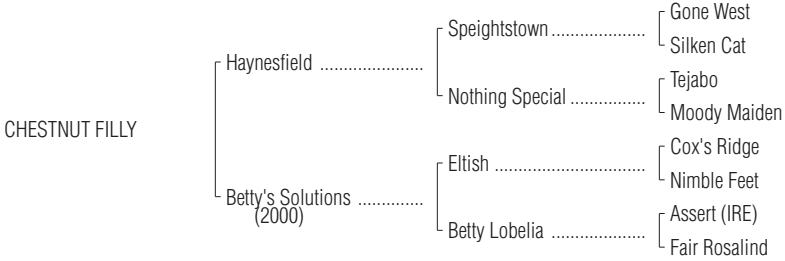 Gone West
Speightstown ....................
Silken Cat
Haynesfield ......................
Tejabo
Nothing Special ................
Moody Maiden
CHESTNUT FILLY
Cox's Ridge
Eltish ................................
Nimble Feet
Betty's Solutions ..............
(2000)
Assert (IRE)
Betty Lobelia ....................
Fair Rosalind